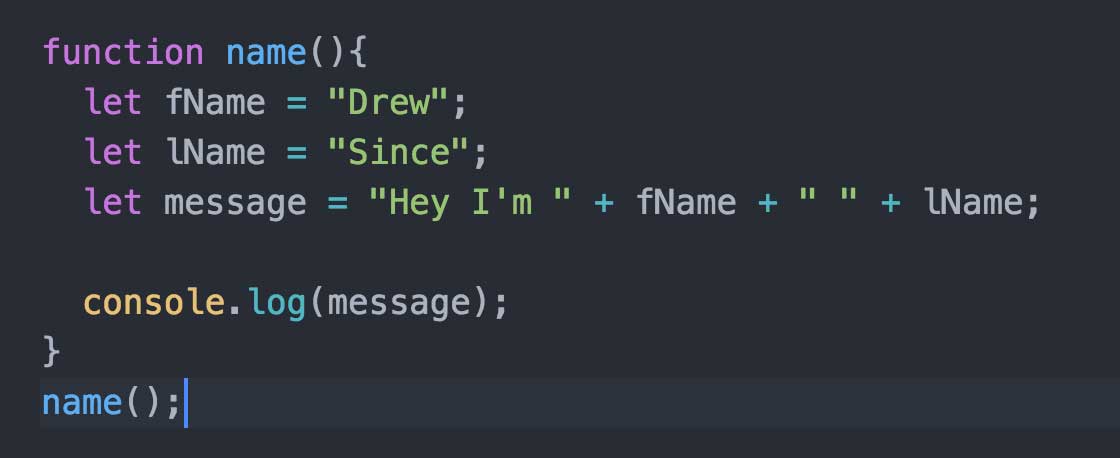 function name(){
  let fName = "Drew";
  let lName = "Since";
  let message = "Hey I'm " + fName + " " + lName;

  console.log(message);
}
name();